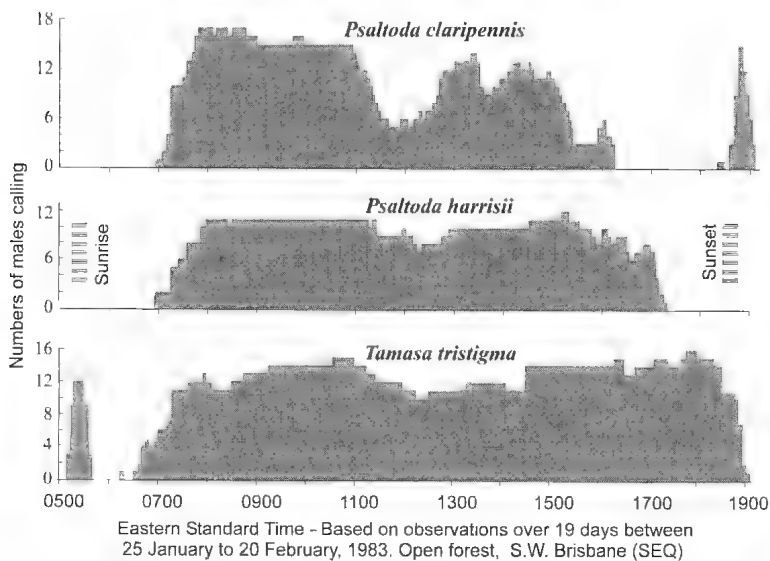 Numbers of males calling
18
12
6
0
Psaltoda claripennis
12
6
0
Psaltoda harrisii
Sunrise
Sunset
16
12
8
4
0
Tamasa tristigma
0500 0700 0900 1100 1300 1500 1700 1900
Eastern Standard Time - Based on observations over 19 days between
25 January to 20 February, 1983. Open forest, S.W. Brisbane (SEQ)